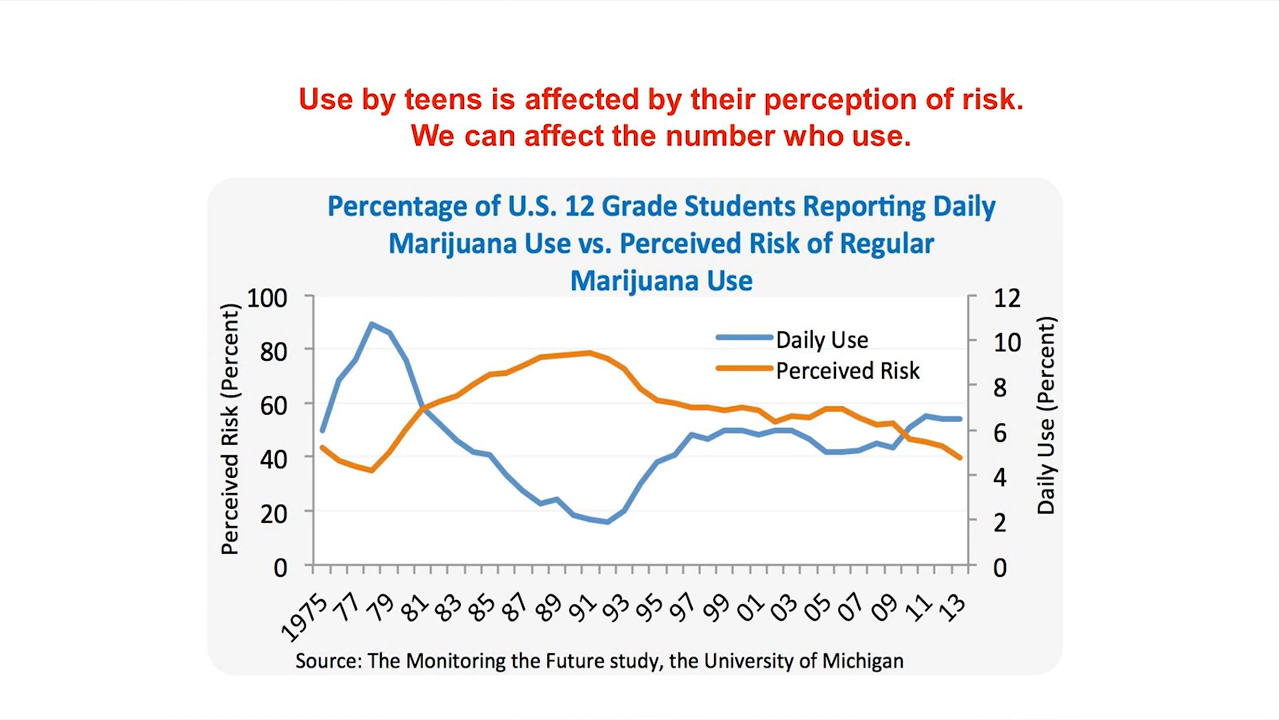 Use by teens is affected by their perception of risk.
We can affect the number who use.
Percentage of U.S. 12 Grade Students Reporting Daily
Marijuana Use vs. Perceived Risk of Regular
Marijuana Use
Perceived Risk (Percent)
100
80
60
40
20
0
Daily Use
Perceived Risk
12
10
8
6
4
2
0
Daily Use (Percent)
1975 77 79 81 83 85 87 89 91 93 95 97 99 01 03 05 07 09 11 13
Source: The Monitoring the Future study, the University of Michigan